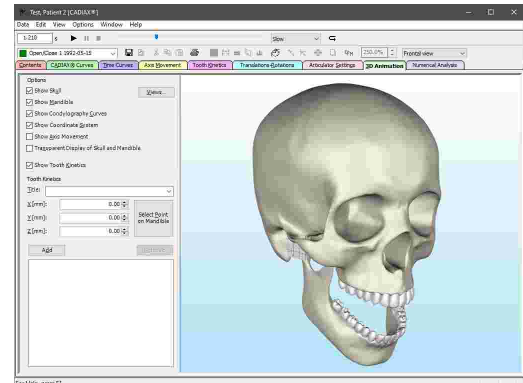 Test, Patient 2 [CADIAX®]
Data Edit View Options Window Help
1-210 s Slow
Open/Close 1 1992-05-15 250.0% Frontal view
Contents CADIAX® Curves Time Curves Axis Movement Tooth Kinetics Translations-Rotations Articulator Settings 3D Animation Numerical Analysis
Options
Show Skull Views...
Show Mandible
Show Condylography Curves
Show Coordinate System
Show Axis Movement
Transparent Display of Skull and Mandible
Show Tooth Kinetics
Tooth Kinetics
Title:
X [mm]: 0.00
Y [mm]: 0.00
Z [mm]: 0.00
Select Point
on Mandible
Add